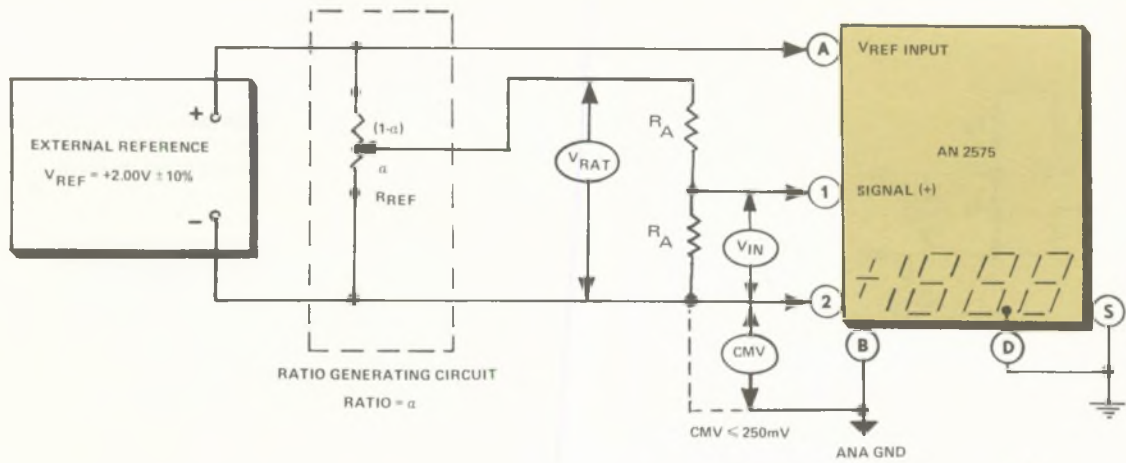 EXTERNAL REFERENCE
VREF = +2.00V ± 10%
+
−
(1-α)
α
RREF
RATIO GENERATING CIRCUIT
RATIO = α
VRAT
RA
RA
VIN
CMV
CMV ≤ 250mV
A
VREF INPUT
AN 2575
1
SIGNAL (+)
2
+1888
B
D
S
ANA GND